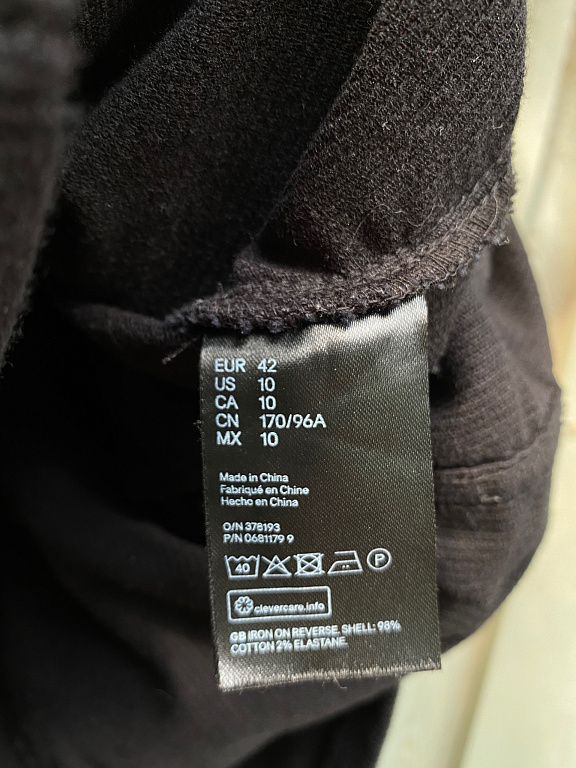 EUR 42
US 10
CA 10
CN 170/96A
MX 10
Made in China
Fabriqué en Chine
Hecho en China
O/N 378193
P/N 0681179 9
40 P
clevercare.info
GB IRON ON REVERSE. SHELL: 98%
COTTON 2% ELASTANE.